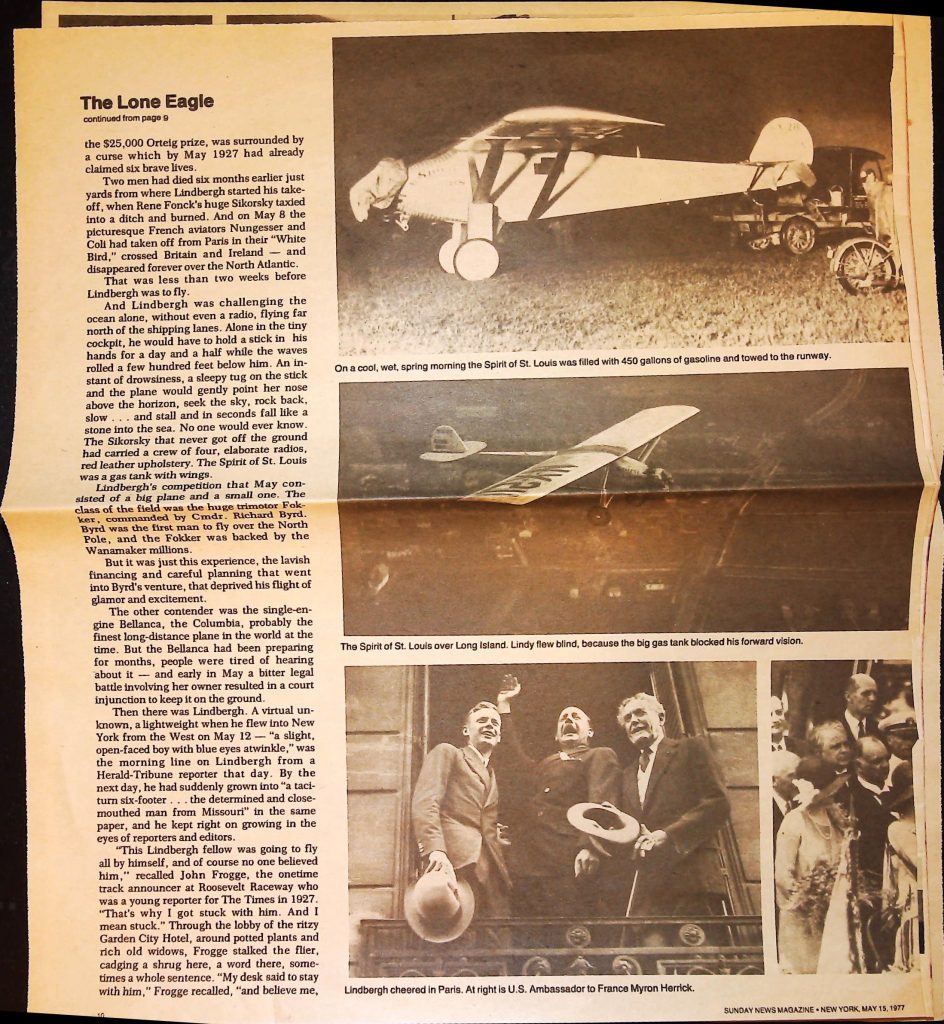 The Lone Eagle
continued from page 9
the $25,000 Orteig prize, was surrounded by
a curse which by May 1927 had already
claimed six brave lives.
Two men had died six months earlier just
yards from where Lindbergh started his take-
off, when Rene Fonck's huge Sikorsky taxied
into a ditch and burned. And on May 8 the
picturesque French aviators Nungesser and
Coli had taken off from Paris in their "White
Bird," crossed Britain and Ireland — and
disappeared forever over the North Atlantic.
That was less than two weeks before
Lindbergh was to fly.
And Lindbergh was challenging the
ocean alone, without even a radio, flying far
north of the shipping lanes. Alone in the tiny
cockpit, he would have to hold a stick in his
hands for a day and a half while the waves
rolled a few hundred feet below him. An in-
stant of drowsiness, a sleepy tug on the stick
and the plane would gently point her nose
above the horizon, seek the sky, rock back,
slow . . . and stall and in seconds fall like a
stone into the sea. No one would ever know.
The Sikorsky that never got off the ground
had carried a crew of four, elaborate radios,
red leather upholstery. The Spirit of St. Louis
was a gas tank with wings.
Lindbergh's competition that May con-
sisted of a big plane and a small one. The
class of the field was the huge trimotor Fok-
ker, commanded by Cmdr. Richard Byrd.
Byrd was the first man to fly over the North
Pole, and the Fokker was backed by the
Wanamaker millions.
But it was just this experience, the lavish
financing and careful planning that went
into Byrd's venture, that deprived his flight of
glamor and excitement.
The other contender was the single-en-
gine Bellanca, the Columbia, probably the
finest long-distance plane in the world at the
time. But the Bellanca had been preparing
for months, people were tired of hearing
about it — and early in May a bitter legal
battle involving her owner resulted in a court
injunction to keep it on the ground.
Then there was Lindbergh. A virtual un-
known, a lightweight when he flew into New
York from the West on May 12 — "a slight,
open-faced boy with blue eyes atwinkle," was
the morning line on Lindbergh from a
Herald-Tribune reporter that day. By the
next day, he had suddenly grown into "a taci-
turn six-footer . . . the determined and close-
mouthed man from Missouri" in the same
paper, and he kept right on growing in the
eyes of reporters and editors.
"This Lindbergh fellow was going to fly
all by himself, and of course no one believed
him," recalled John Frogge, the onetime
track announcer at Roosevelt Raceway who
was a young reporter for The Times in 1927.
"That's why I got stuck with him. And I
mean stuck." Through the lobby of the ritzy
Garden City Hotel, around potted plants and
rich old widows, Frogge stalked the flier,
cadging a shrug here, a word there, some-
times a whole sentence. "My desk said to stay
with him," Frogge recalled, "and believe me,
10
On a cool, wet, spring morning the Spirit of St. Louis was filled with 450 gallons of gasoline and towed to the runway.
The Spirit of St. Louis over Long Island. Lindy flew blind, because the big gas tank blocked his forward vision.
Lindbergh cheered in Paris. At right is U.S. Ambassador to France Myron Herrick.
SUNDAY NEWS MAGAZINE • NEW YORK, MAY 15, 1977